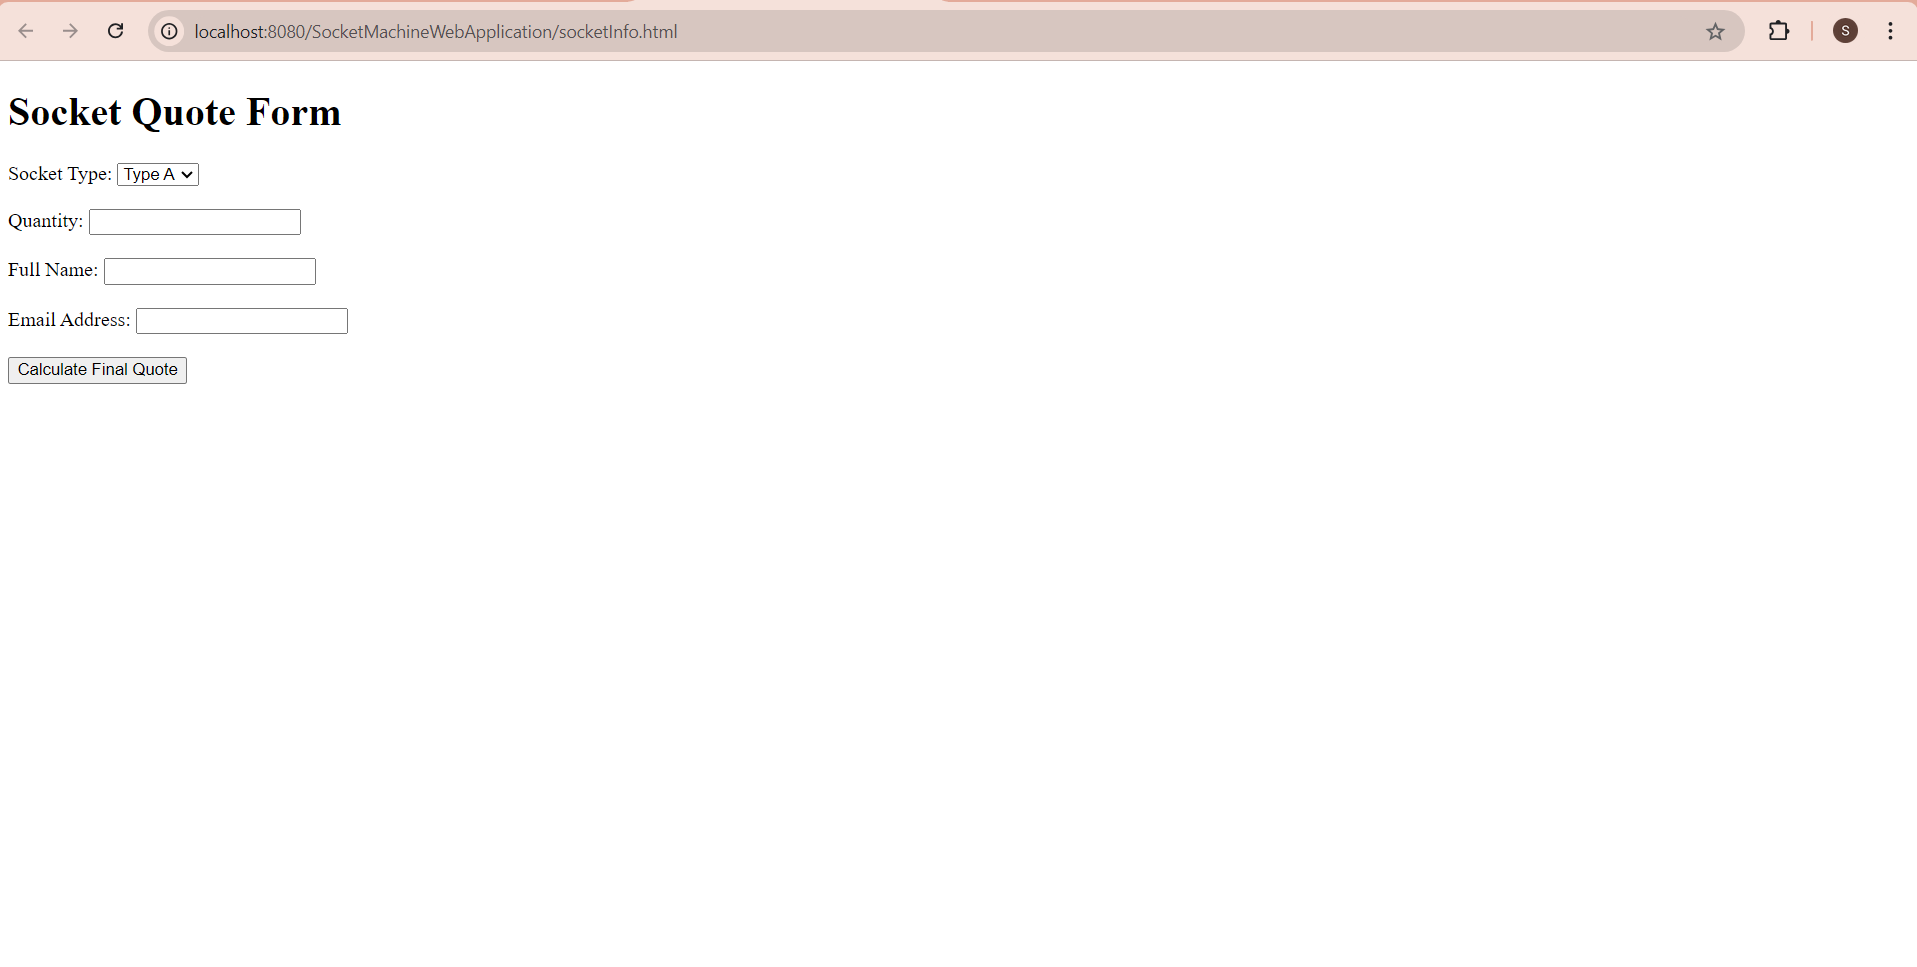 localhost:8080/SocketMachineWebApplication/socketInfo.html
S
Socket Quote Form
Socket Type: Type A
Quantity:
Full Name:
Email Address:
Calculate Final Quote